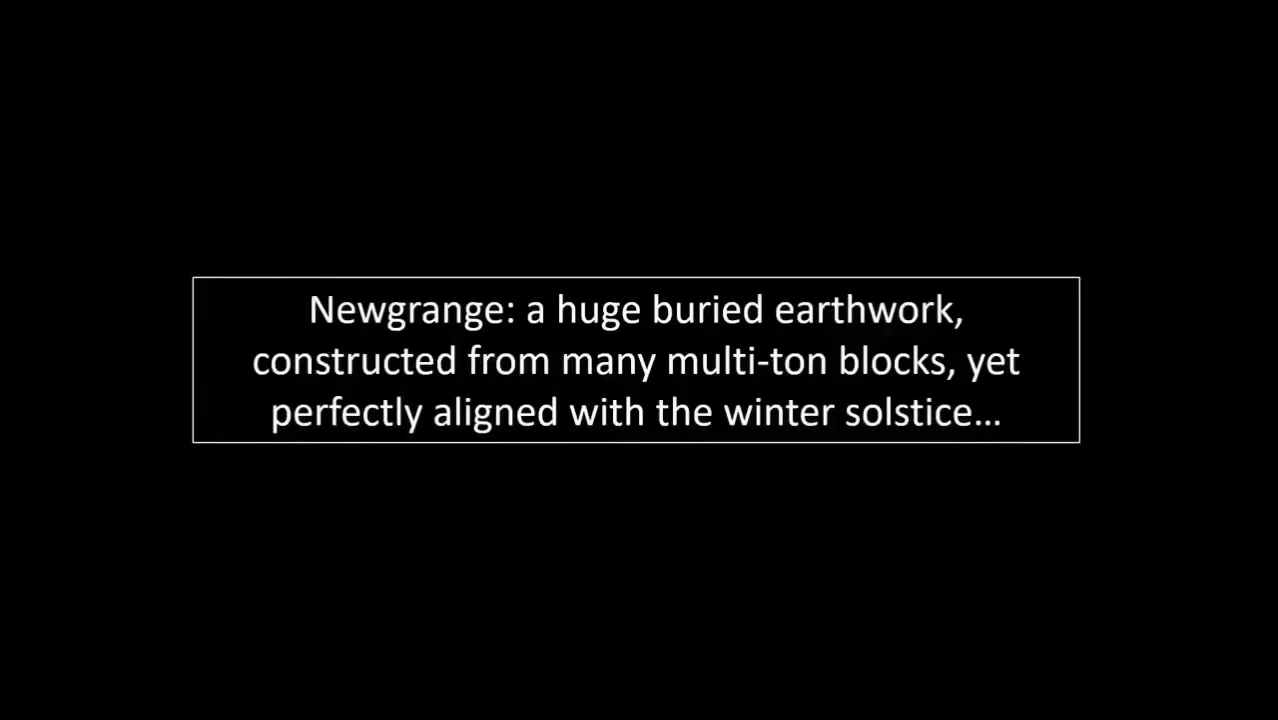 Newgrange: a huge buried earthwork,
constructed from many multi-ton blocks, yet
perfectly aligned with the winter solstice…